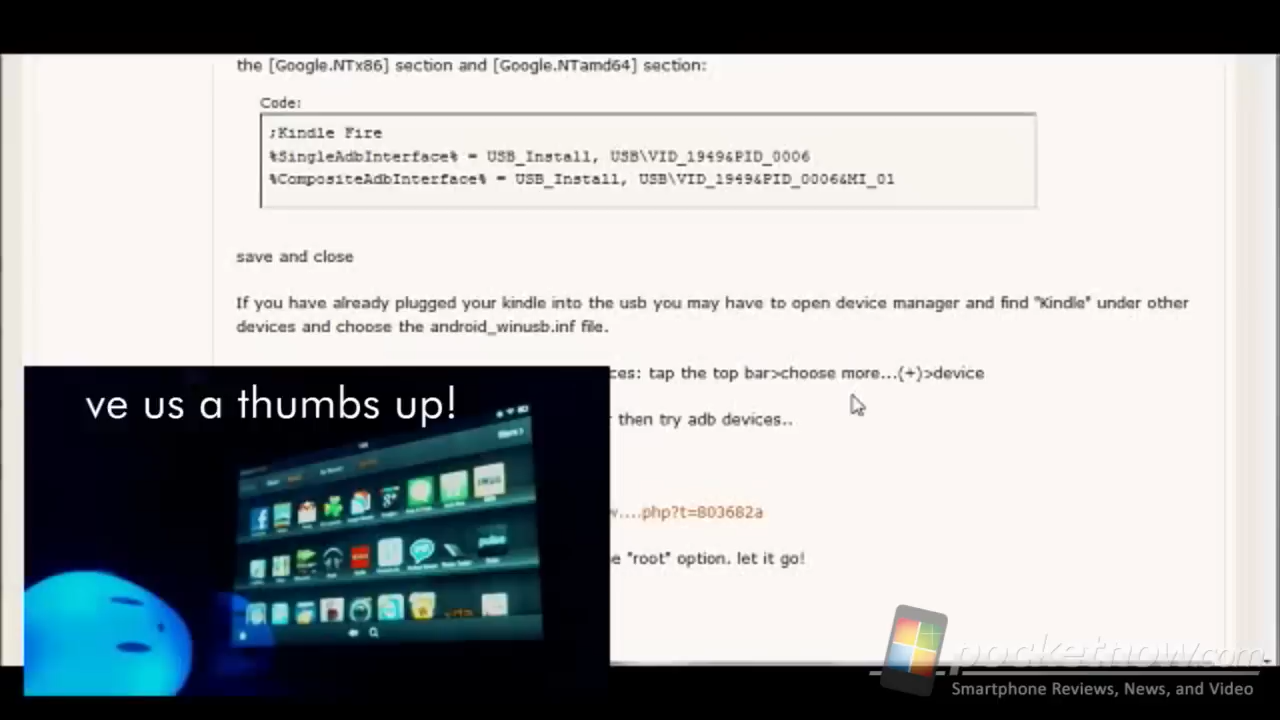 the [Google.NTx86] section and [Google.NTamd64] section:
Code:
;Kindle Fire
%SingleAdbInterface% = USB_Install, USB\VID_1949&PID_0006
%CompositeAdbInterface% = USB_Install, USB\VID_1949&PID_0006&MI_01
save and close
If you have already plugged your kindle into the usb you may have to open device manager and find "Kindle" under other
devices and choose the android_winusb.inf file.
ces: tap the top bar>choose more...(+)>device
ve us a thumbs up!
then try adb devices..
....php?t=803682a
"root" option. let it go!
pocketnow.com
Smartphone Reviews, News, and Video